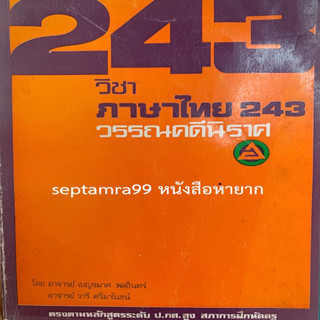 243
วิชา
ภาษาไทย 243
วรรณคดีนิราศ
septamra99 หนังสือหายาก
โดย อาจารย์ เบญจมาศ พลอินทร์
อาจารย์ วารี ศรีมาโนชน์
ตรงตามหลักสูตรระดับ ป.กศ.สูง สภาการฝึกหัดครู